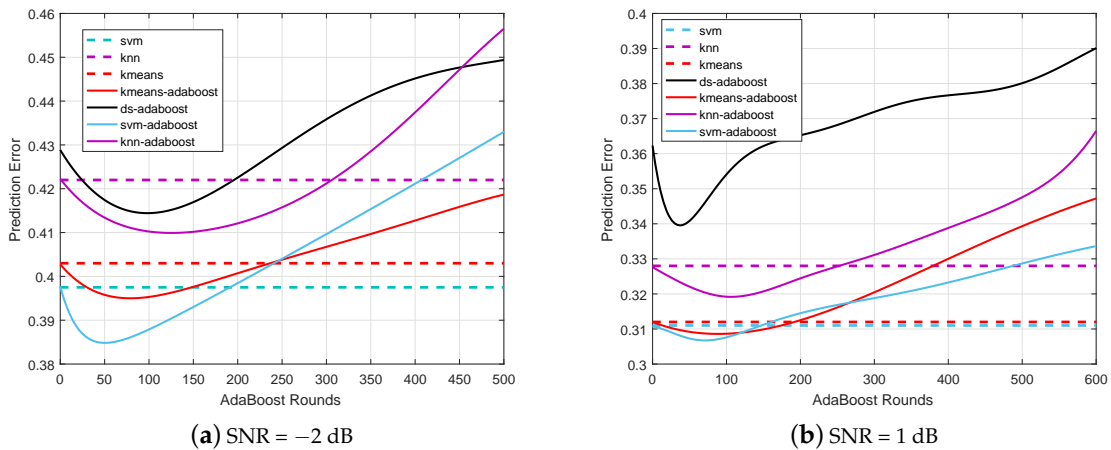 0.46
0.45
0.44
0.43
0.42
0.41
0.4
0.39
0.38
Prediction Error
svm
knn
kmeans
kmeans-adaboost
ds-adaboost
svm-adaboost
knn-adaboost
0 50 100 150 200 250 300 350 400 450 500
AdaBoost Rounds
(a) SNR = −2 dB
0.4
0.39
0.38
0.37
0.36
0.35
0.34
0.33
0.32
0.31
0.3
Prediction Error
svm
knn
kmeans
ds-adaboost
kmeans-adaboost
knn-adaboost
svm-adaboost
0 100 200 300 400 500 600
AdaBoost Rounds
(b) SNR = 1 dB